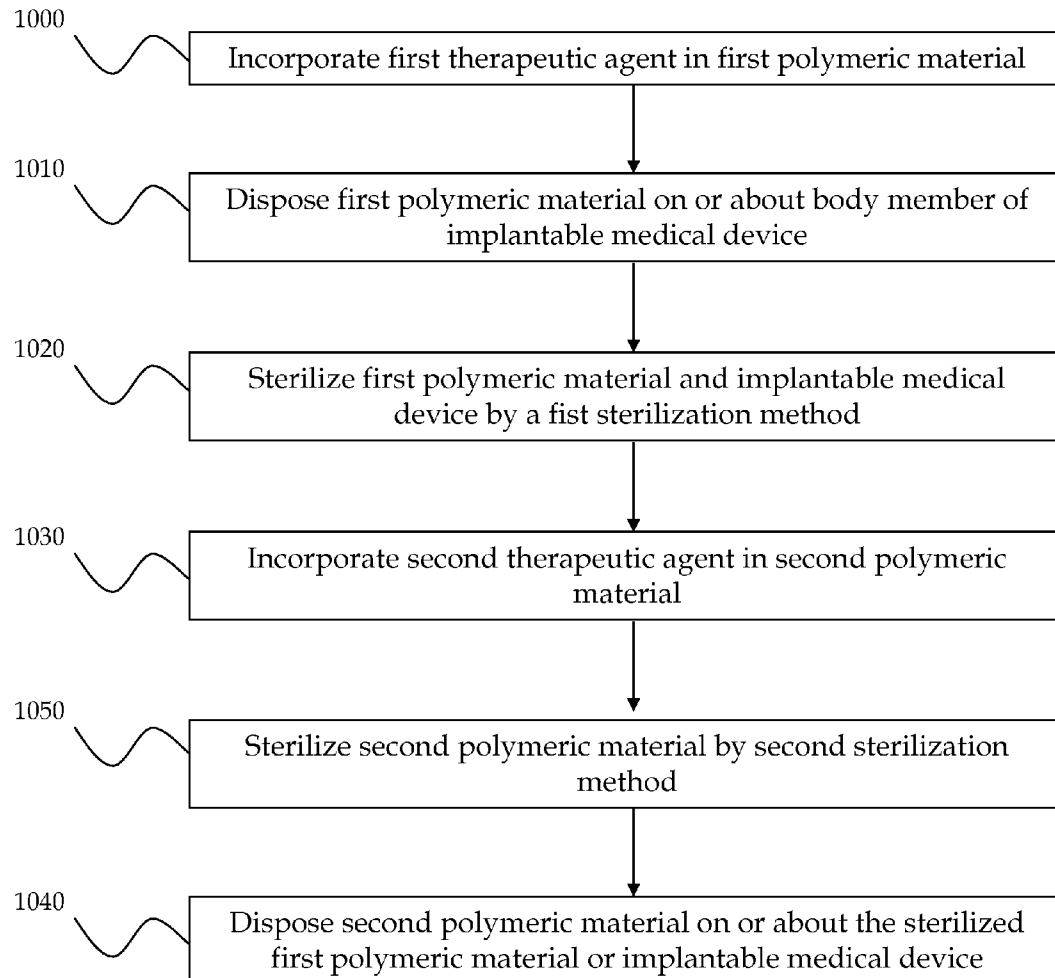 1000
Incorporate first therapeutic agent in first polymeric material
1010
Dispose first polymeric material on or about body member of
implantable medical device
1020
Sterilize first polymeric material and implantable medical
device by a fist sterilization method
1030
Incorporate second therapeutic agent in second polymeric
material
1050
Sterilize second polymeric material by second sterilization
method
1040
Dispose second polymeric material on or about the sterilized
first polymeric material or implantable medical device